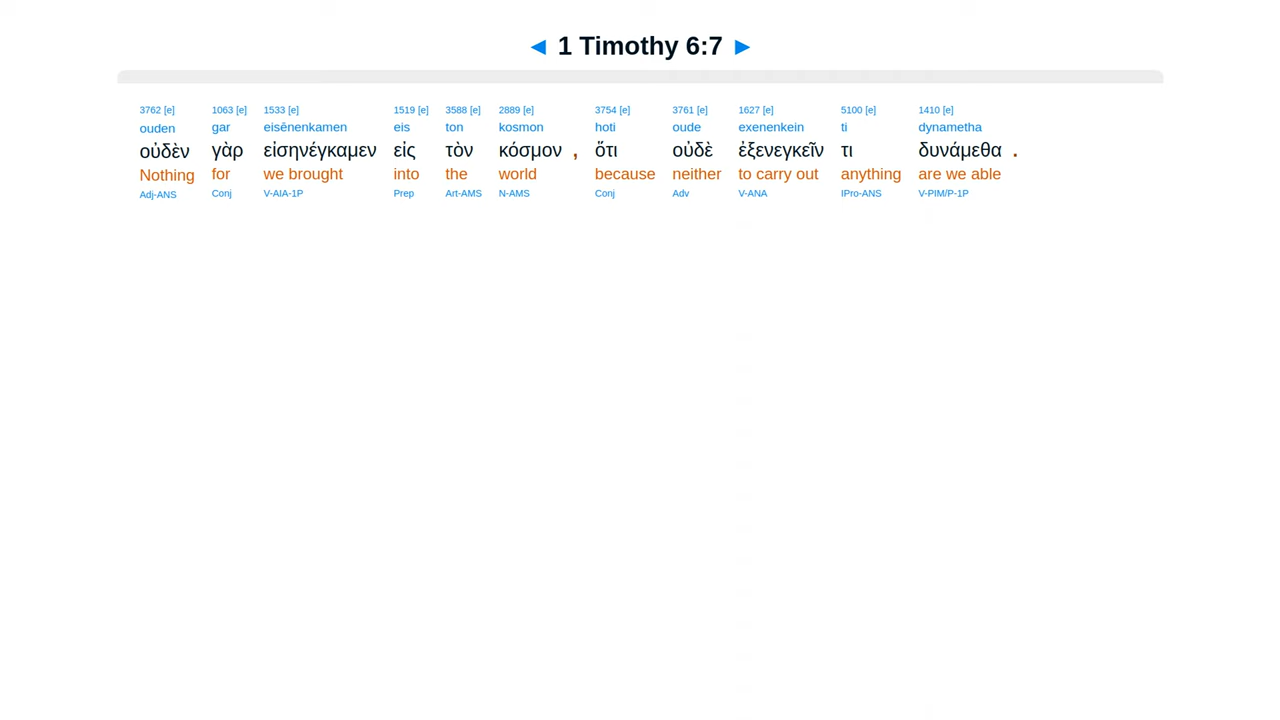 ◄ 1 Timothy 6:7 ►
3762 [e] 1063 [e] 1533 [e] 1519 [e] 3588 [e] 2889 [e] 3754 [e] 3761 [e] 1627 [e] 5100 [e] 1410 [e]
ouden gar eisēnenkamen eis ton kosmon hoti oude exenenkein ti dynametha
οὐδὲν γὰρ εἰσηνέγκαμεν εἰς τὸν κόσμον , ὅτι οὐδὲ ἐξενεγκεῖν τι δυνάμεθα .
Nothing for we brought into the world because neither to carry out anything are we able
Adj-ANS Conj V-AIA-1P Prep Art-AMS N-AMS Conj Adv V-ANA IPro-ANS V-PIM/P-1P